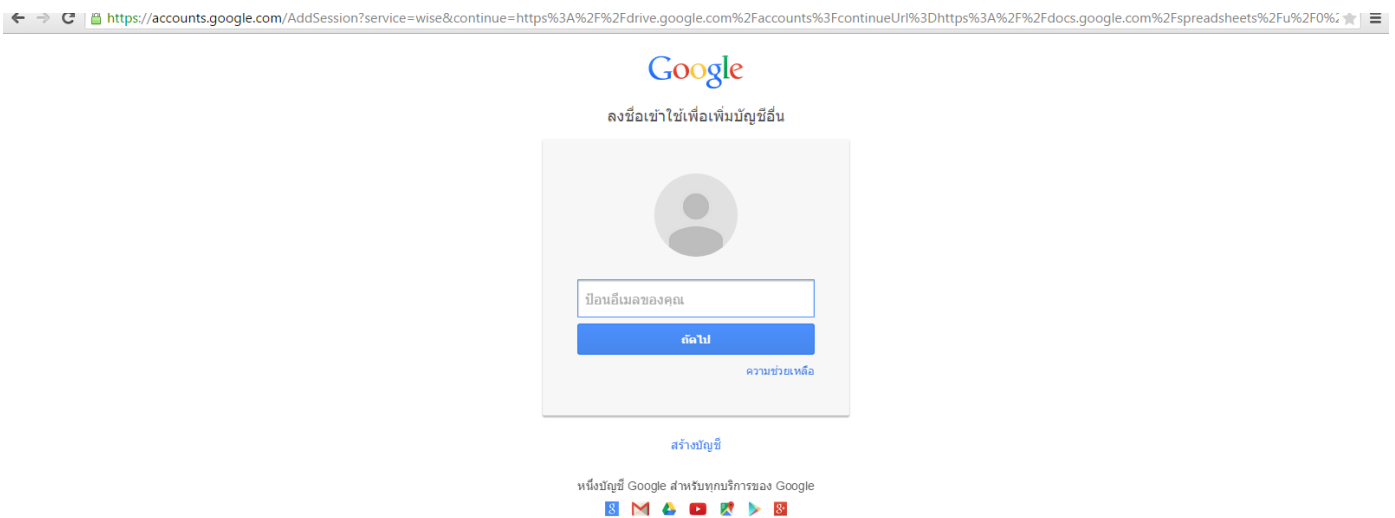 https://accounts.google.com/AddSession?service=wise&continue=https%3A%2F%2Fdrive.google.com%2Faccounts%3FcontinueUrl%3Dhttps%3A%2F%2Fdocs.google.com%2Fspreadsheets%2Fu%2F0%2
Google
ลงชื่อเข้าใช้เพื่อเพิ่มบัญชีอื่น
ป้อนอีเมลของคุณ
ถัดไป
ความช่วยเหลือ
สร้างบัญชี
หนึ่งบัญชี Google สำหรับทุกบริการของ Google